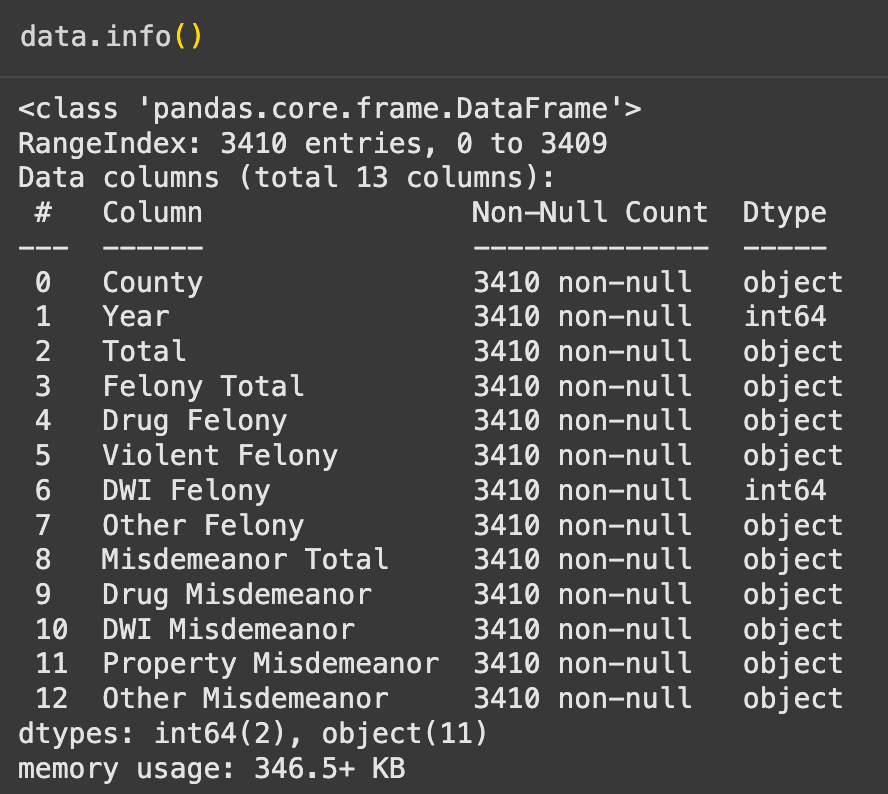 data.info()
<class 'pandas.core.frame.DataFrame'>
RangeIndex: 3410 entries, 0 to 3409
Data columns (total 13 columns):
 #   Column                Non-Null Count  Dtype
---  ------                --------------  -----
 0   County                3410 non-null   object
 1   Year                  3410 non-null   int64
 2   Total                 3410 non-null   object
 3   Felony Total          3410 non-null   object
 4   Drug Felony           3410 non-null   object
 5   Violent Felony        3410 non-null   object
 6   DWI Felony            3410 non-null   int64
 7   Other Felony          3410 non-null   object
 8   Misdemeanor Total     3410 non-null   object
 9   Drug Misdemeanor      3410 non-null   object
 10  DWI Misdemeanor       3410 non-null   object
 11  Property Misdemeanor  3410 non-null   object
 12  Other Misdemeanor     3410 non-null   object
dtypes: int64(2), object(11)
memory usage: 346.5+ KB